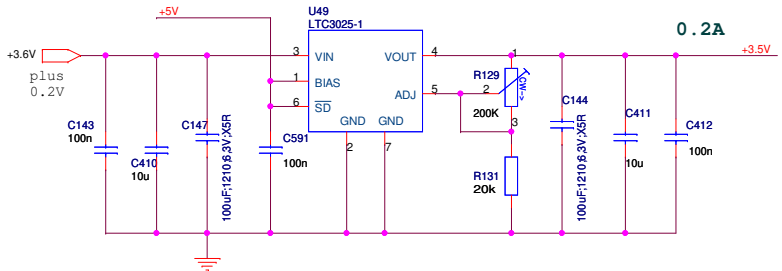 +5V
U49
LTC3025-1
0.2A
+3.6V
plus
0.2V
3
VIN
VOUT
4
1
+3.5V
1
BIAS
ADJ
5
2
R129
200K
CW->
3
6
SD
GND
GND
2
7
C143
100n
C410
10u
C147
100uF;1210;6,3V;X5R
C591
100n
R131
20k
C144
100uF;1210;6,3V;X5R
C411
10u
C412
100n